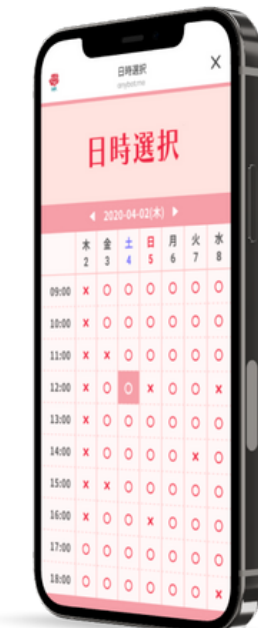 日時選択
anybot.me
日時選択
◀ 2020-04-02(木) ▶
木 金 土 日 月 火 水
2 3 4 5 6 7 8
09:00 × ○ ○ ○ ○ ○ ○
10:00 × ○ ○ ○ ○ ○ ○
11:00 × × ○ ○ ○ ○ ○
12:00 × ○ ○ × ○ ○ ×
13:00 × ○ ○ ○ ○ ○ ○
14:00 × ○ ○ ○ ○ × ○
15:00 × × ○ ○ ○ ○ ○
16:00 × ○ ○ × ○ ○ ○
17:00 ○ ○ ○ ○ ○ ○ ○
18:00 ○ ○ ○ ○ ○ ○ ×